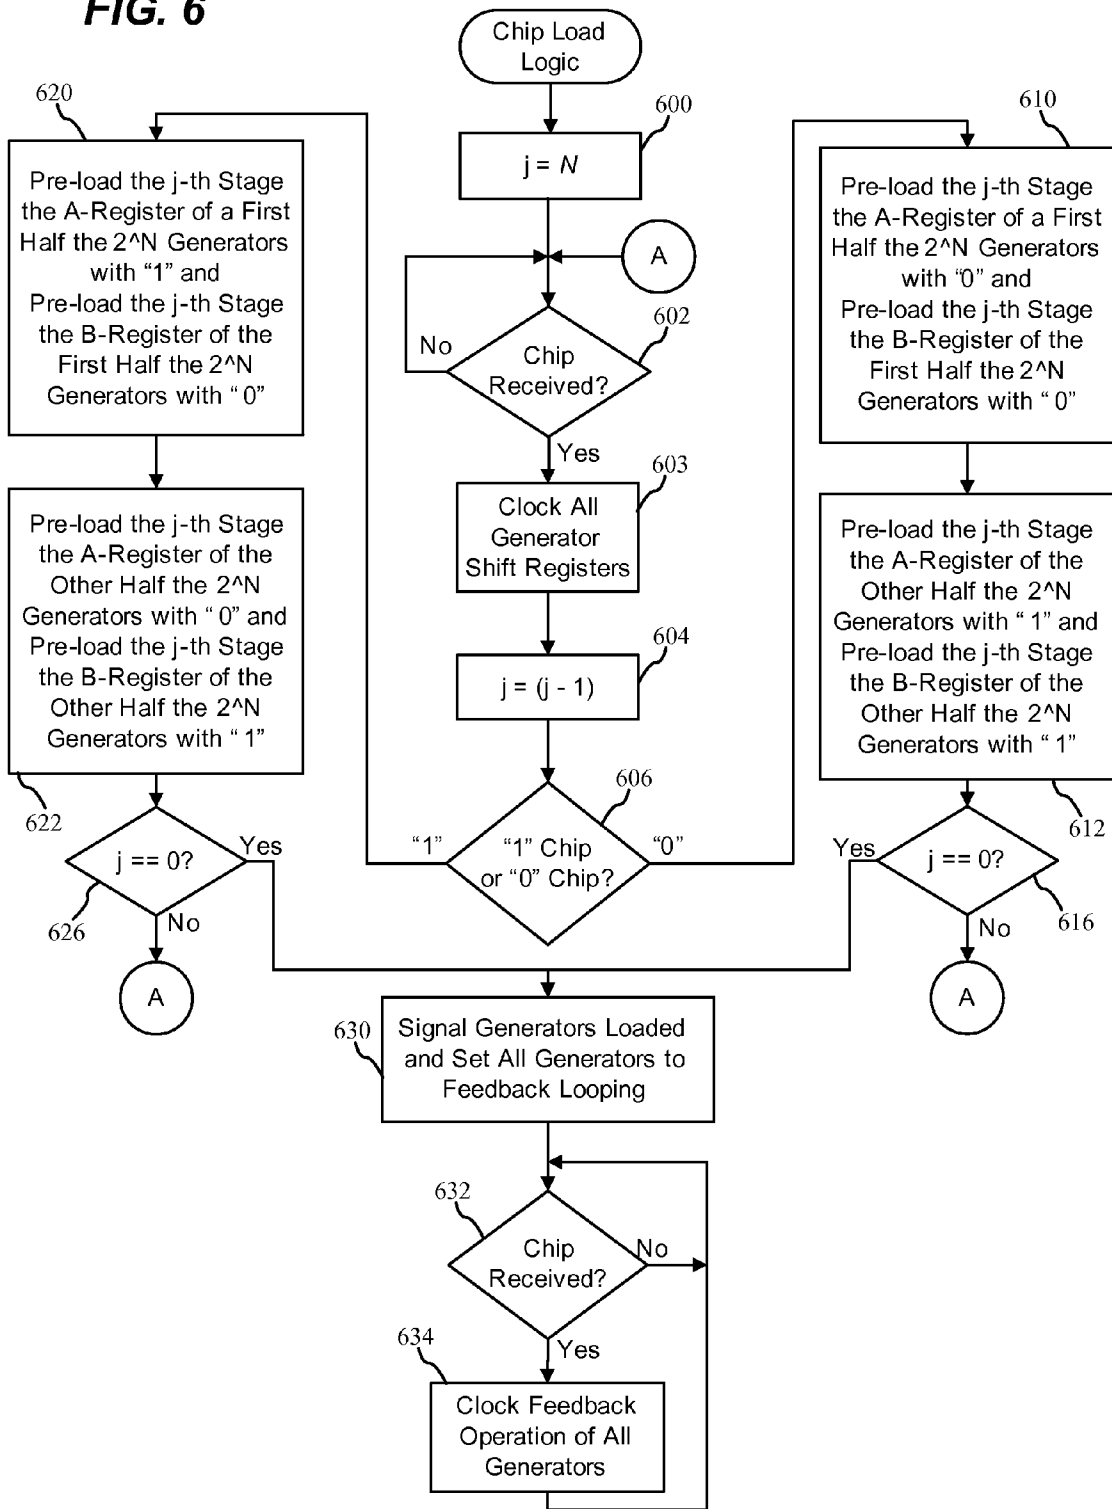 FIG. 6
Chip Load
Logic
600
j = N
A
602
Chip
Received?
No
Yes
603
Clock All
Generator
Shift Registers
604
j = (j - 1)
606
"1" Chip
or "0" Chip?
"1"
"0"
620
Pre-load the j-th Stage
the A-Register of a First
Half the 2^N Generators
with "1" and
Pre-load the j-th Stage
the B-Register of the
First Half the 2^N
Generators with "0"
Pre-load the j-th Stage
the A-Register of the
Other Half the 2^N
Generators with "0" and
Pre-load the j-th Stage
the B-Register of the
Other Half the 2^N
Generators with "1"
622
j == 0?
Yes
626
No
A
610
Pre-load the j-th Stage
the A-Register of a First
Half the 2^N Generators
with "0" and
Pre-load the j-th Stage
the B-Register of the
First Half the 2^N
Generators with "0"
Pre-load the j-th Stage
the A-Register of the
Other Half the 2^N
Generators with "1" and
Pre-load the j-th Stage
the B-Register of the
Other Half the 2^N
Generators with "1"
612
j == 0?
Yes
616
No
A
630
Signal Generators Loaded
and Set All Generators to
Feedback Looping
632
Chip
Received?
No
Yes
634
Clock Feedback
Operation of All
Generators